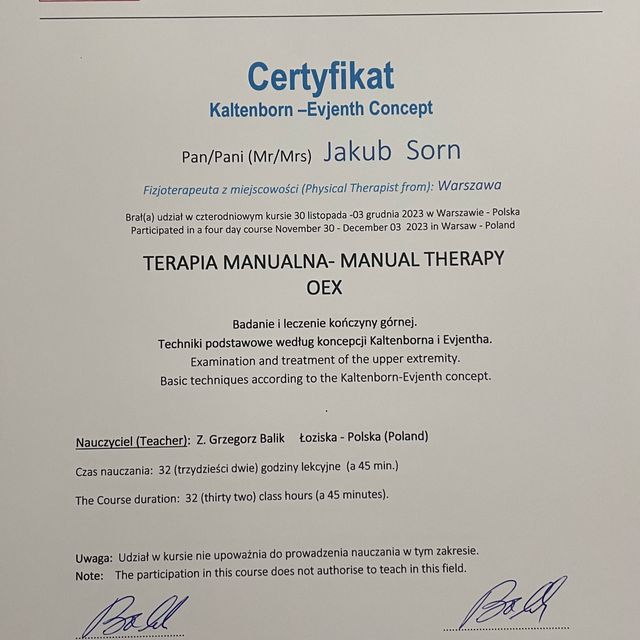 Certyfikat
Kaltenborn –Evjenth Concept
Pan/Pani (Mr/Mrs) Jakub Sorn
Fizjoterapeuta z miejscowości (Physical Therapist from): Warszawa
Brał(a) udział w czterodniowym kursie 30 listopada -03 grudnia 2023 w Warszawie - Polska
Participated in a four day course November 30 - December 03 2023 in Warsaw - Poland
TERAPIA MANUALNA- MANUAL THERAPY
OEX
Badanie i leczenie kończyny górnej.
Techniki podstawowe według koncepcji Kaltenborna i Evjentha.
Examination and treatment of the upper extremity.
Basic techniques according to the Kaltenborn-Evjenth concept.
.
Nauczyciel (Teacher): Z. Grzegorz Balik Łoziska - Polska (Poland)
Czas nauczania: 32 (trzydzieści dwie) godziny lekcyjne (a 45 min.)
The Course duration: 32 (thirty two) class hours (a 45 minutes).
Uwaga: Udział w kursie nie upoważnia do prowadzenia nauczania w tym zakresie.
Note: The participation in this course does not authorise to teach in this field.